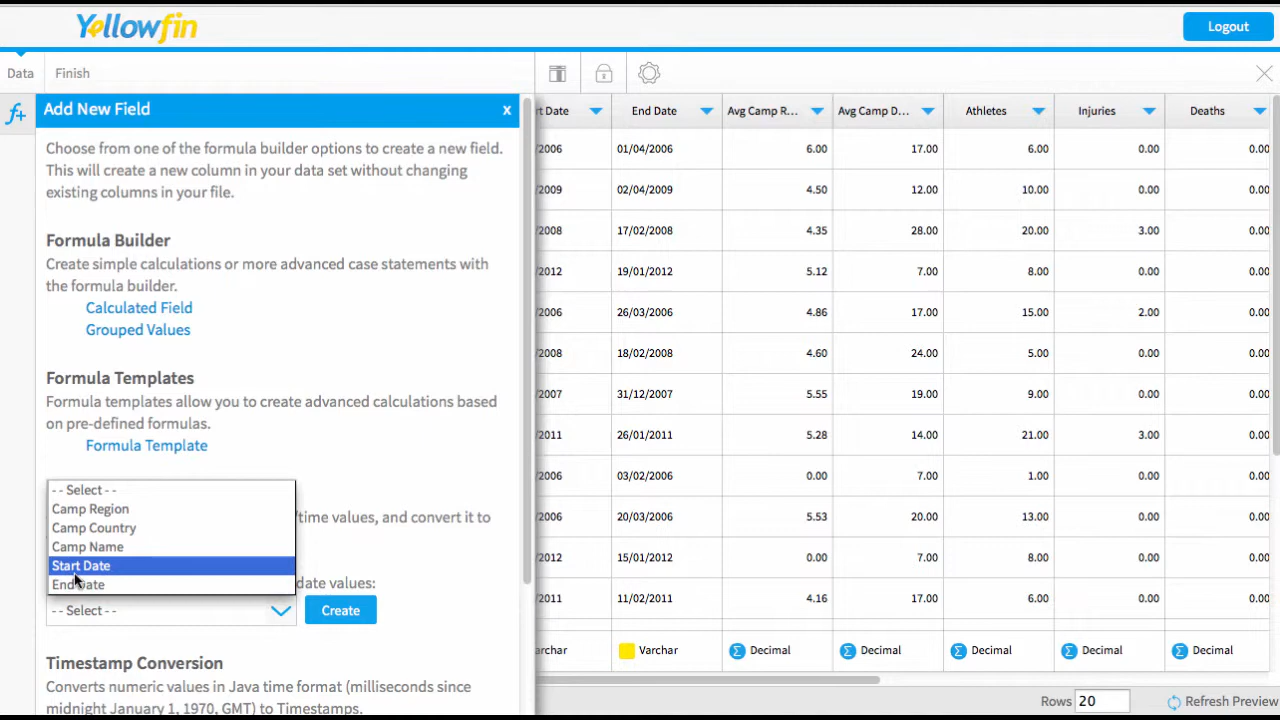 Yellowfin
Logout
Data
Finish
f+
Add New Field
x
Choose from one of the formula builder options to create a new field.
This will create a new column in your data set without changing
existing columns in your file.
Formula Builder
Create simple calculations or more advanced case statements with
the formula builder.
Calculated Field
Grouped Values
Formula Templates
Formula templates allow you to create advanced calculations based
on pre-defined formulas.
Formula Template
-- Select --
Camp Region
Camp Country
Camp Name
Start Date
End Date
/time values, and convert it to
date values:
-- Select --
Create
Timestamp Conversion
Converts numeric values in Java time format (milliseconds since
midnight January 1, 1970, GMT) to Timestamps.
rt Date End Date Avg Camp R... Avg Camp D... Athletes Injuries Deaths
/2006 01/04/2006 6.00 17.00 6.00 0.00 0.00
/2009 02/04/2009 4.50 12.00 10.00 0.00 0.00
/2008 17/02/2008 4.35 28.00 20.00 3.00 0.00
/2012 19/01/2012 5.12 7.00 8.00 0.00 0.00
/2006 26/03/2006 4.86 17.00 15.00 2.00 0.00
/2008 18/02/2008 4.60 24.00 5.00 0.00 0.00
/2007 31/12/2007 5.55 19.00 9.00 0.00 0.00
/2011 26/01/2011 5.28 14.00 21.00 3.00 0.00
/2006 03/02/2006 0.00 7.00 1.00 0.00 0.00
/2006 20/03/2006 5.53 20.00 13.00 0.00 0.00
/2012 15/01/2012 0.00 7.00 8.00 0.00 0.00
/2011 11/02/2011 4.16 17.00 6.00 0.00 0.00
archar Varchar Σ Decimal Σ Decimal Σ Decimal Σ Decimal Σ Decimal
Rows 20 Refresh Preview